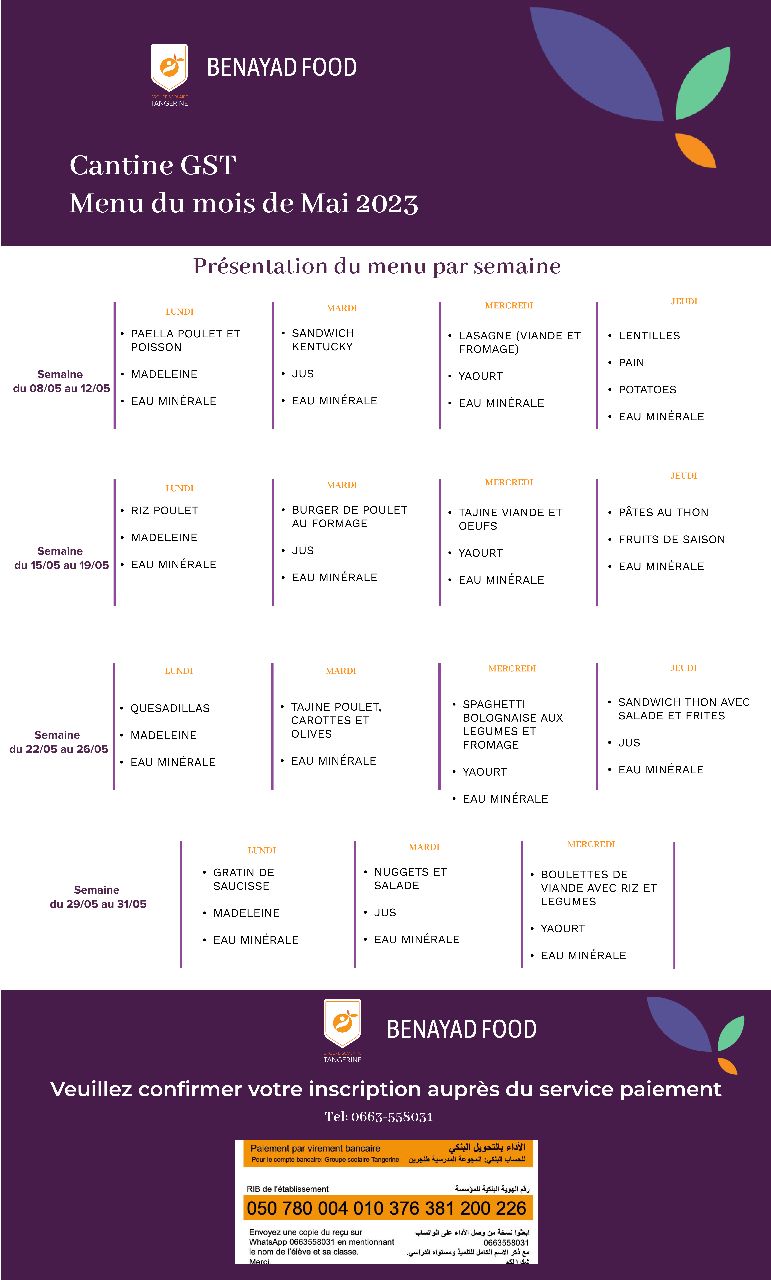 BENAYAD FOOD
TANGERINE
Cantine GST
Menu du mois de Mai 2023
Présentation du menu par semaine
Semaine
du 08/05 au 12/05
LUNDI
• PAELLA POULET ET
POISSON
• MADELEINE
• EAU MINÉRALE
MARDI
• SANDWICH
KENTUCKY
• JUS
• EAU MINÉRALE
MERCREDI
• LASAGNE (VIANDE ET
FROMAGE)
• YAOURT
• EAU MINÉRALE
JEUDI
• LENTILLES
• PAIN
• POTATOES
• EAU MINÉRALE
Semaine
du 15/05 au 19/05
LUNDI
• RIZ POULET
• MADELEINE
• EAU MINÉRALE
MARDI
• BURGER DE POULET
AU FORMAGE
• JUS
• EAU MINÉRALE
MERCREDI
• TAJINE VIANDE ET
OEUFS
• YAOURT
• EAU MINÉRALE
JEUDI
• PÂTES AU THON
• FRUITS DE SAISON
• EAU MINÉRALE
Semaine
du 22/05 au 26/05
LUNDI
• QUESADILLAS
• MADELEINE
• EAU MINÉRALE
MARDI
• TAJINE POULET,
CAROTTES ET
OLIVES
• EAU MINÉRALE
MERCREDI
• SPAGHETTI
BOLOGNAISE AUX
LEGUMES ET
FROMAGE
• YAOURT
• EAU MINÉRALE
JEUDI
• SANDWICH THON AVEC
SALADE ET FRITES
• JUS
• EAU MINÉRALE
Semaine
du 29/05 au 31/05
LUNDI
• GRATIN DE
SAUCISSE
• MADELEINE
• EAU MINÉRALE
MARDI
• NUGGETS ET
SALADE
• JUS
• EAU MINÉRALE
MERCREDI
• BOULETTES DE
VIANDE AVEC RIZ ET
LEGUMES
• YAOURT
• EAU MINÉRALE
BENAYAD FOOD
TANGERINE
Veuillez confirmer votre inscription auprès du service paiement
Tel: 0663-558031
Paiement par virement bancaire
الأداء بالتحويل البنكي
Pour le compte bancaire: Groupe scolaire Tangerine
للحساب البنكي: المجموعة المدرسية طنجرين
RIB de l'établissement
رقم الهوية البنكية للمؤسسة
050 780 004 010 376 381 200 226
Envoyez une copie du reçu sur
WhatsApp 0663558031 en mentionnant
le nom de l'élève et sa classe.
Merci
ابعثوا نسخة من وصل الأداء على الواتساب
0663558031
مع ذكر الاسم الكامل للتلميذ ومستواه الدراسي.
شكرا لكم